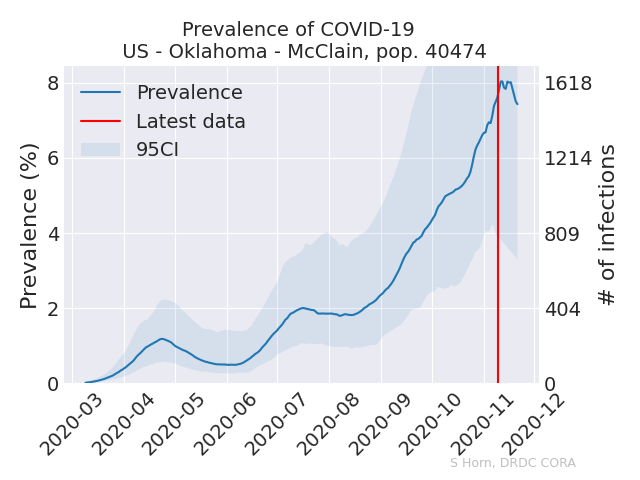 Prevalence of COVID-19
US - Oklahoma - McClain, pop. 40474
Prevalence
Latest data
95CI
Prevalence (%)
8
6
4
2
0
1618
1214
809
404
0
# of infections
2020-03
2020-04
2020-05
2020-06
2020-07
2020-08
2020-09
2020-10
2020-11
2020-12
S Horn, DRDC CORA